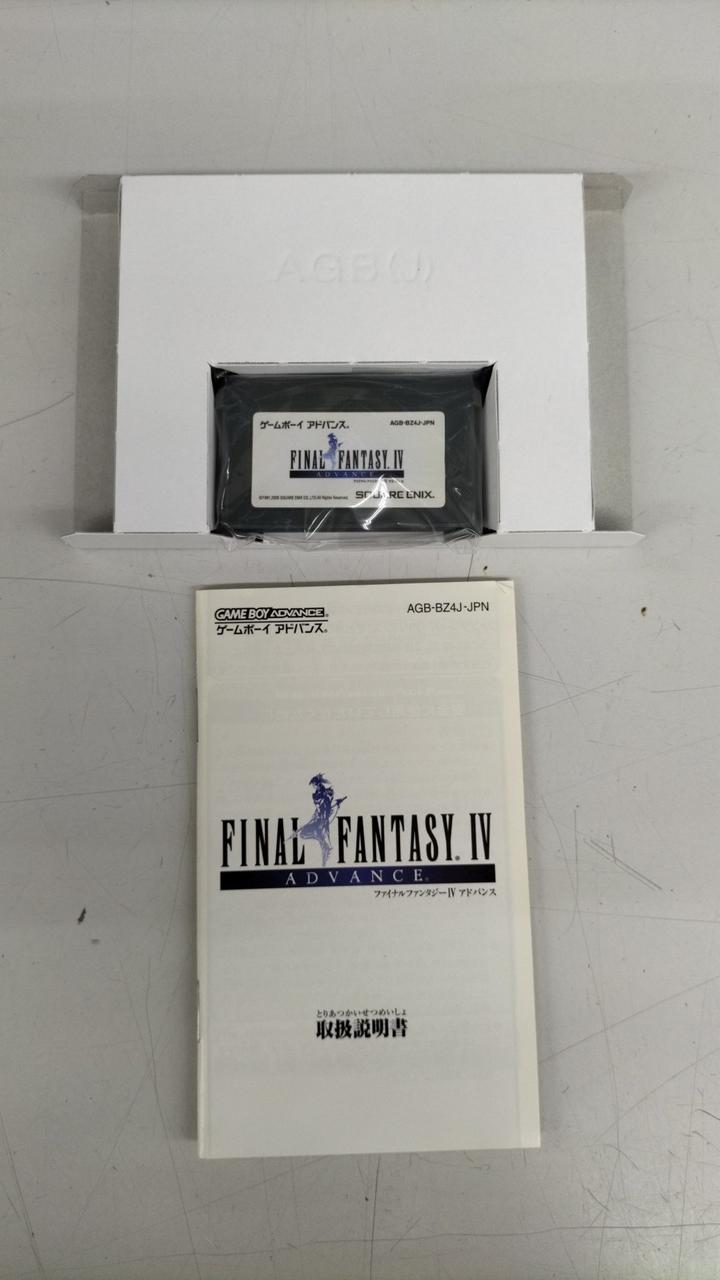 AGB(J)
ゲームボーイ アドバンス® AGB-BZ4J-JPN
FINAL FANTASY® IV
ADVANCE
SQUARE ENIX.
GAME BOY ADVANCE® AGB-BZ4J-JPN
ゲームボーイ アドバンス®
FINAL FANTASY® IV
ADVANCE®
ファイナルファンタジーIV アドバンス
とりあつかいせつめいしょ
取扱説明書